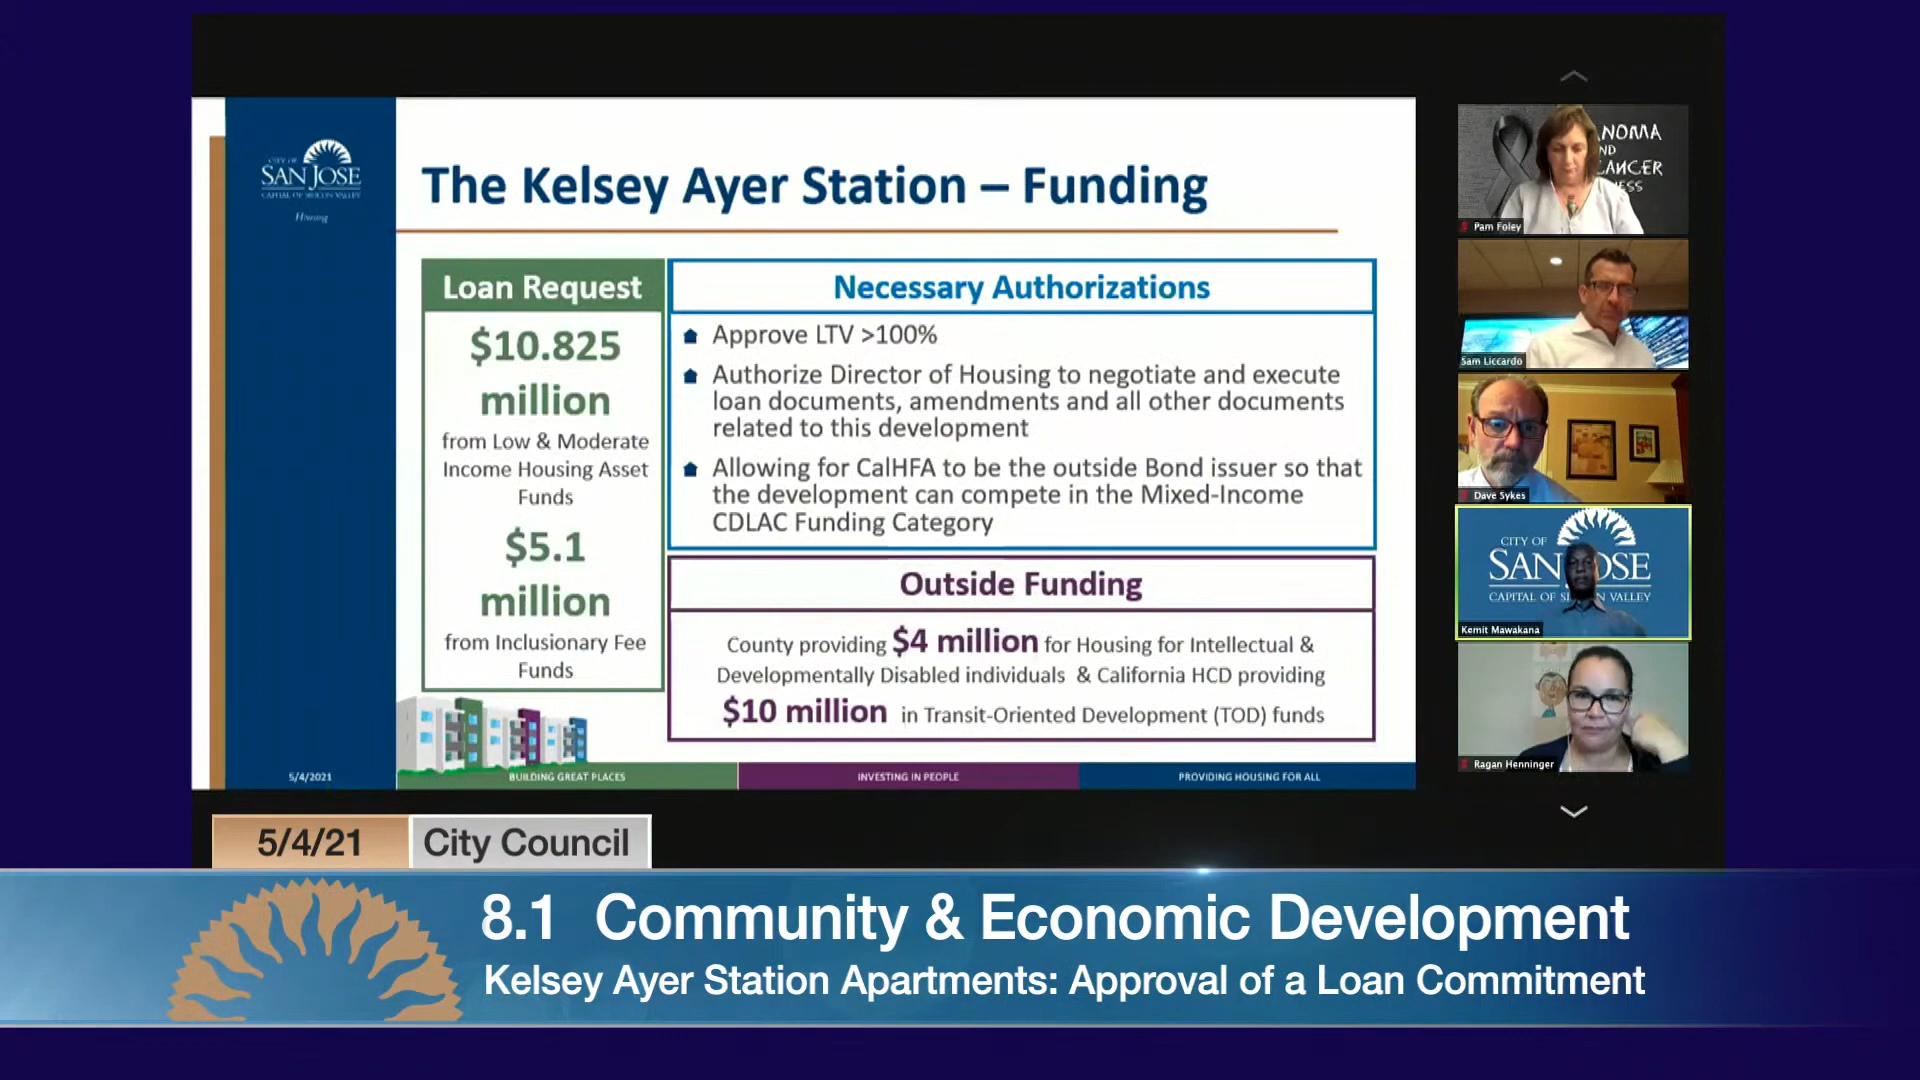 CITY OF
SAN JOSE
CAPITAL OF SILICON VALLEY
Housing
The Kelsey Ayer Station – Funding
Loan Request
$10.825
million
from Low & Moderate
Income Housing Asset
Funds
$5.1
million
from Inclusionary Fee
Funds
Necessary Authorizations
Approve LTV >100%
Authorize Director of Housing to negotiate and execute
loan documents, amendments and all other documents
related to this development
Allowing for CalHFA to be the outside Bond issuer so that
the development can compete in the Mixed-Income
CDLAC Funding Category
Outside Funding
County providing $4 million for Housing for Intellectual &
Developmentally Disabled individuals & California HCD providing
$10 million in Transit-Oriented Development (TOD) funds
5/4/2021
BUILDING GREAT PLACES
INVESTING IN PEOPLE
PROVIDING HOUSING FOR ALL
NOMA
ND
CANCER
ESS
Pam Foley
Sam Liccardo
Dave Sykes
CITY OF
SAN JOSE
CAPITAL OF SILICON VALLEY
Kemit Mawakana
Ragan Henninger
5/4/21
City Council
8.1 Community & Economic Development
Kelsey Ayer Station Apartments: Approval of a Loan Commitment